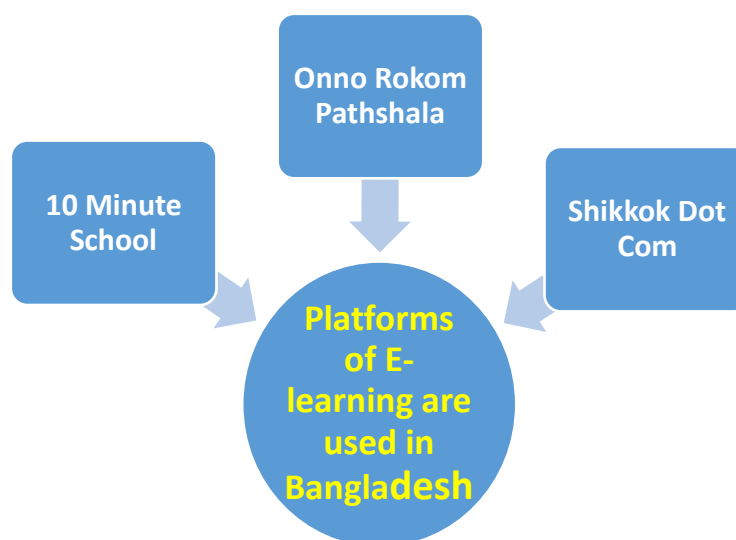 Onno Rokom
Pathshala
10 Minute
School
Shikkok Dot
Com
Platforms
of E-
learning are
used in
Bangladesh